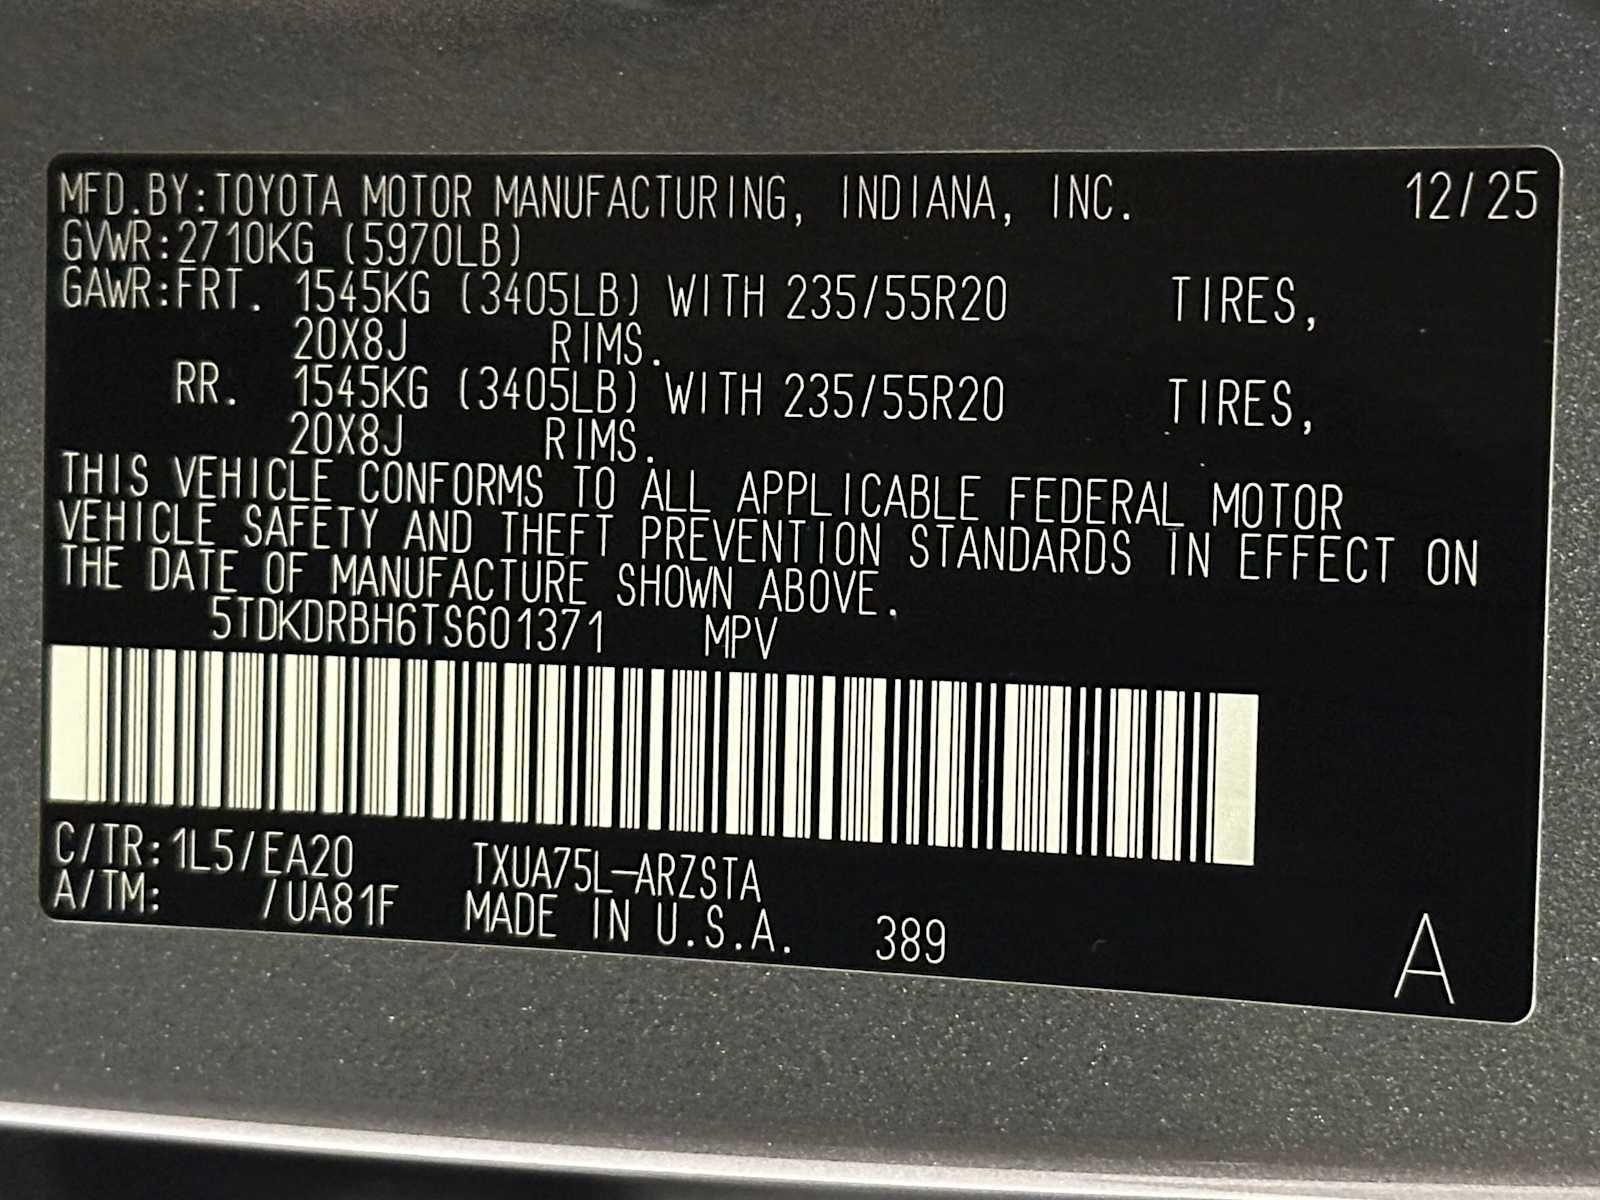 MFD.BY:TOYOTA MOTOR MANUFACTURING, INDIANA, INC. 12/25
GVWR:2710KG (5970LB)
GAWR:FRT. 1545KG (3405LB) WITH 235/55R20 TIRES,
20X8J RIMS.
RR. 1545KG (3405LB) WITH 235/55R20 TIRES,
20X8J RIMS.
THIS VEHICLE CONFORMS TO ALL APPLICABLE FEDERAL MOTOR
VEHICLE SAFETY AND THEFT PREVENTION STANDARDS IN EFFECT ON
THE DATE OF MANUFACTURE SHOWN ABOVE.
5TDKDRBH6TS601371 MPV
C/TR:1L5/EA20 TXUA75L-ARZSTA
A/TM: /UA81F MADE IN U.S.A. 389 A